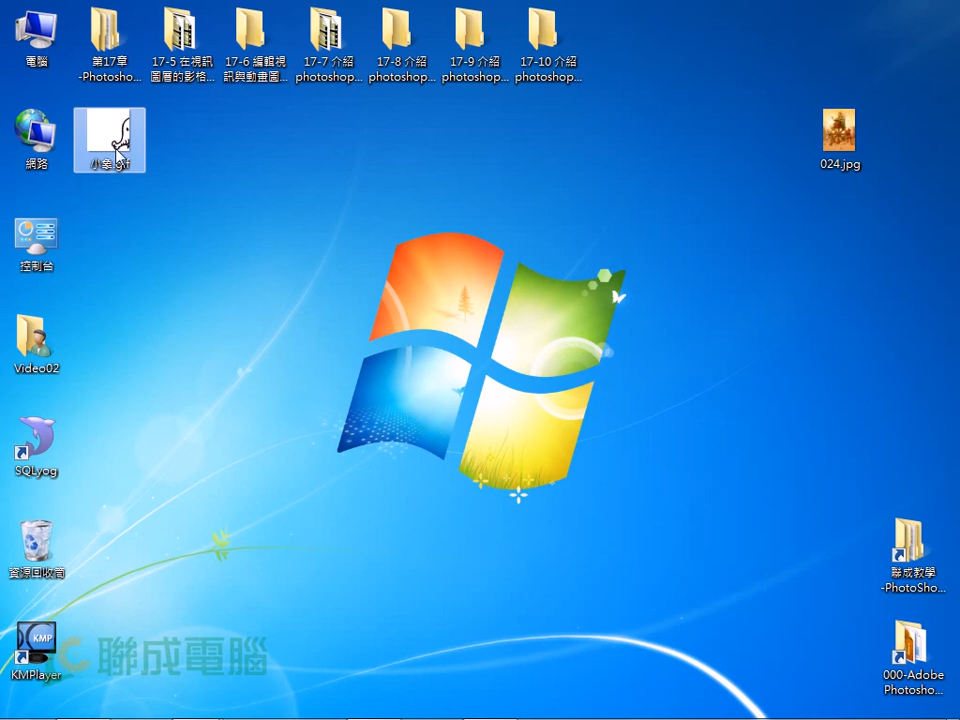 電腦
第17章
-Photosho...
17-5 在視訊
圖層的影格...
17-6 編輯視
訊與動畫圖...
17-7 介紹
photoshop...
17-8 介紹
photoshop...
17-9 介紹
photoshop...
17-10 介紹
photoshop...
網路
小象.gif
024.jpg
控制台
Video02
SQLyog
資源回收筒
聯成教學
-PhotoSho...
KMP
KMPlayer
聯成電腦
000-Adobe
Photosho...